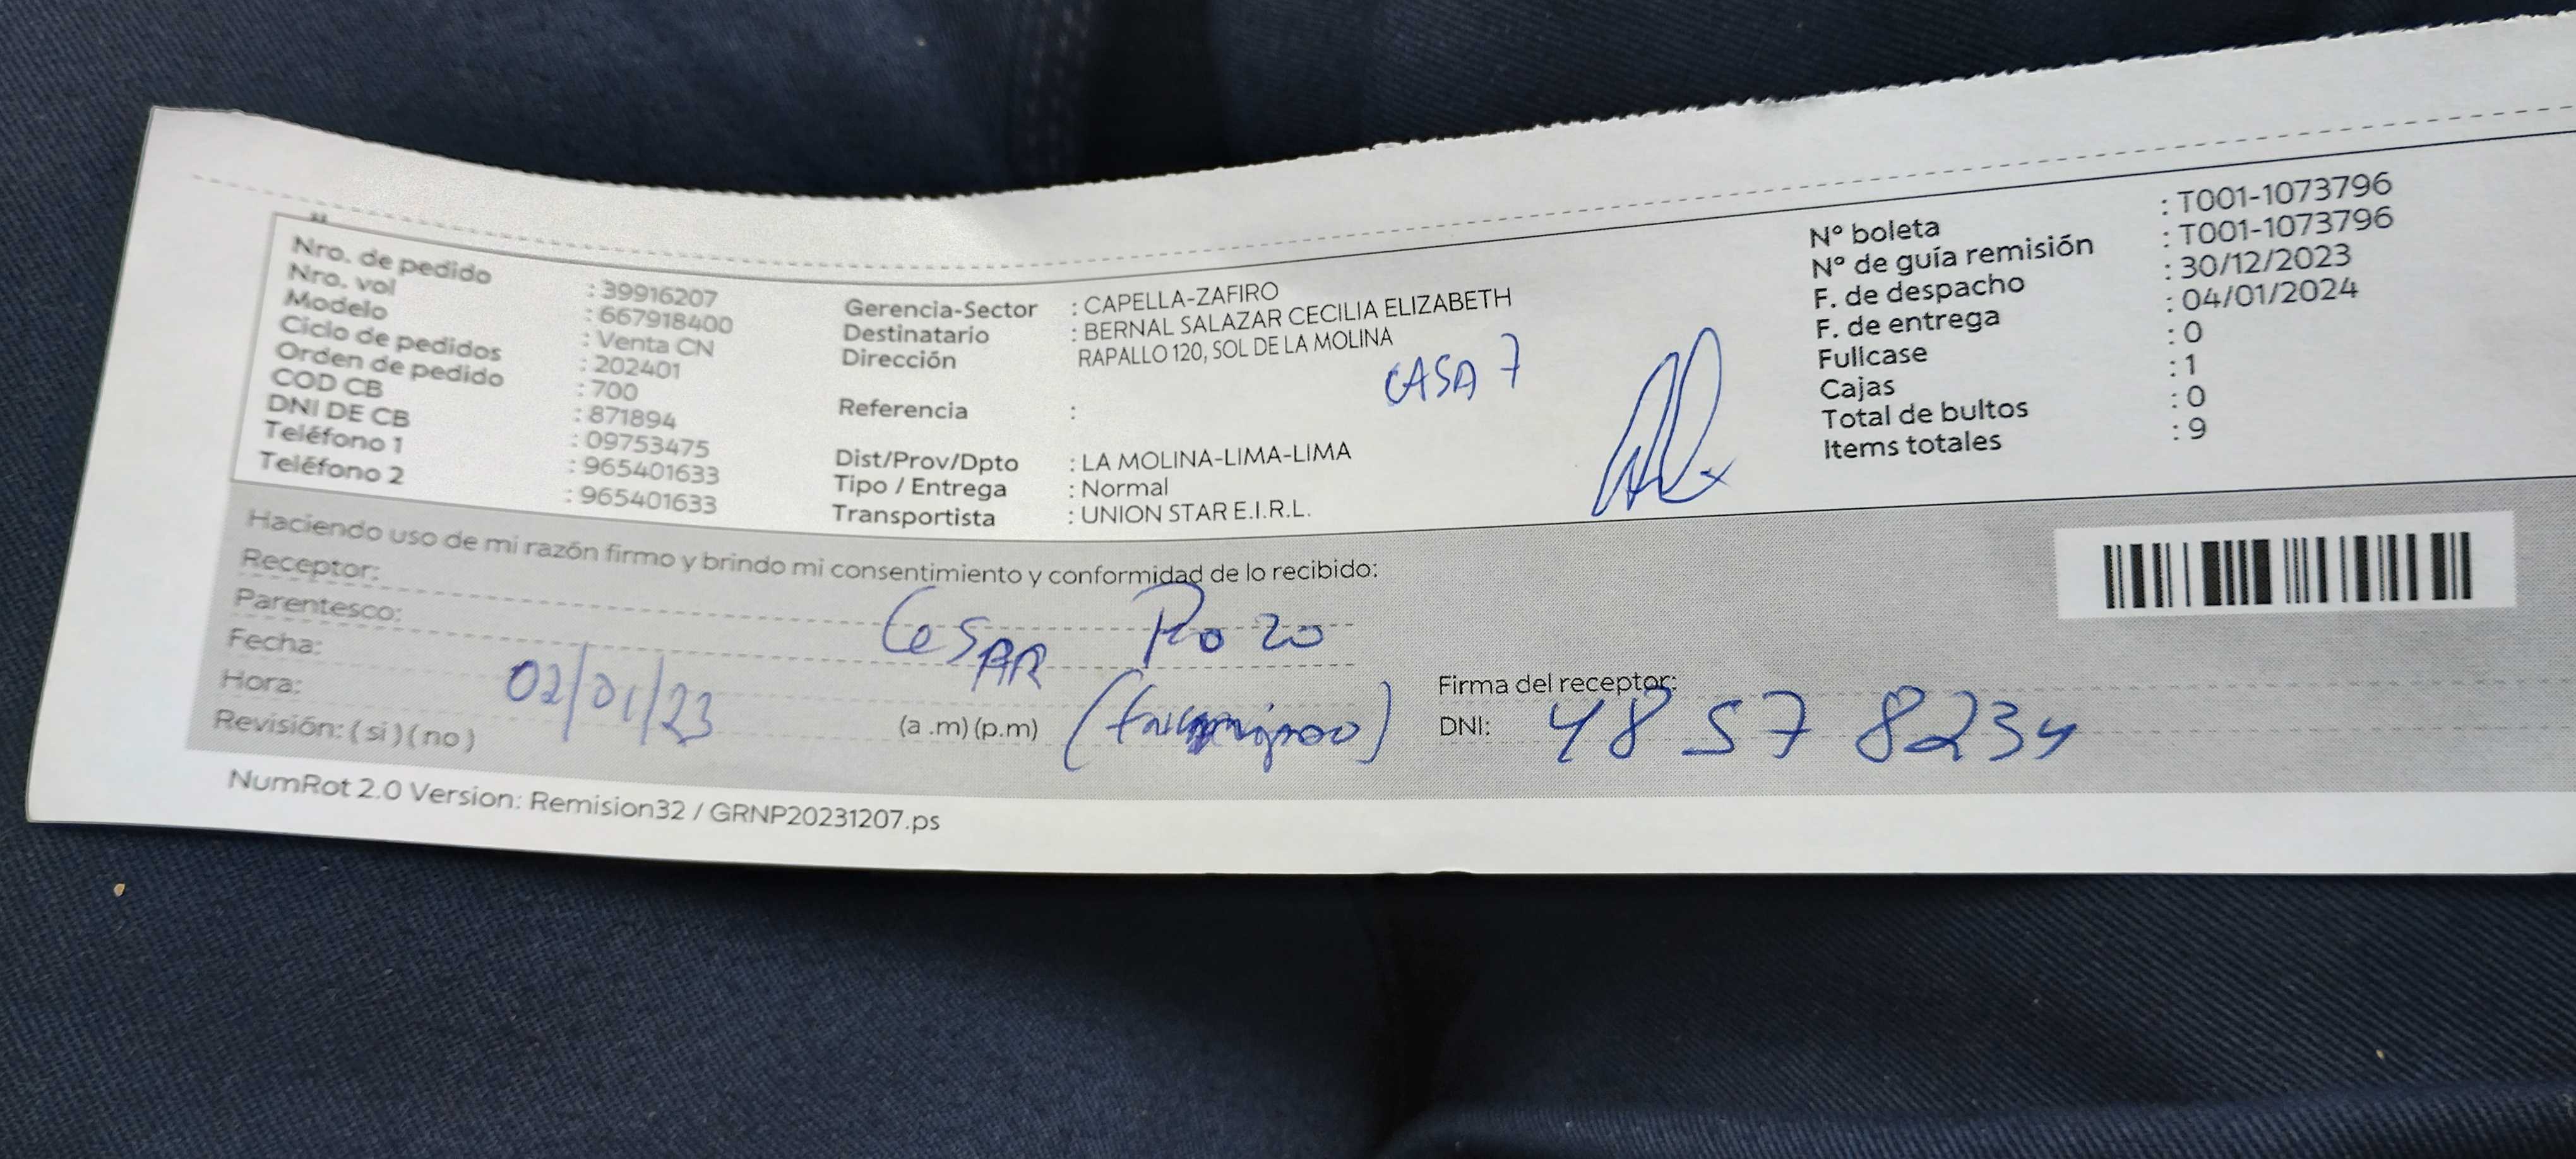 Nro. de pedido : 39916207
Nro. vol : 667918400
Modelo : Venta CN
Ciclo de pedidos : 202401
Orden de pedido : 700
COD CB : 871894
DNI DE CB : 09753475
Teléfono 1 : 965401633
Teléfono 2 : 965401633
Gerencia-Sector : CAPELLA-ZAFIRO
Destinatario : BERNAL SALAZAR CECILIA ELIZABETH
Dirección RAPALLO 120, SOL DE LA MOLINA
CASA 7
Referencia :
Dist/Prov/Dpto : LA MOLINA-LIMA-LIMA
Tipo / Entrega : Normal
Transportista : UNION STAR E.I.R.L.
N° boleta : T001-1073796
N° de guía remisión : T001-1073796
F. de despacho : 30/12/2023
F. de entrega : 04/01/2024
Fullcase : 0
Cajas : 1
Total de bultos : 0
Items totales : 9
Haciendo uso de mi razón firmo y brindo mi consentimiento y conformidad de lo recibido:
Receptor:
Parentesco: CesAR
Fecha: 02/01/23
Hora: (a .m) (p.m)
Revisión: ( si ) ( no )
Firma del receptor:
DNI: 48578234
NumRot 2.0 Version: Remision32 / GRNP20231207.ps